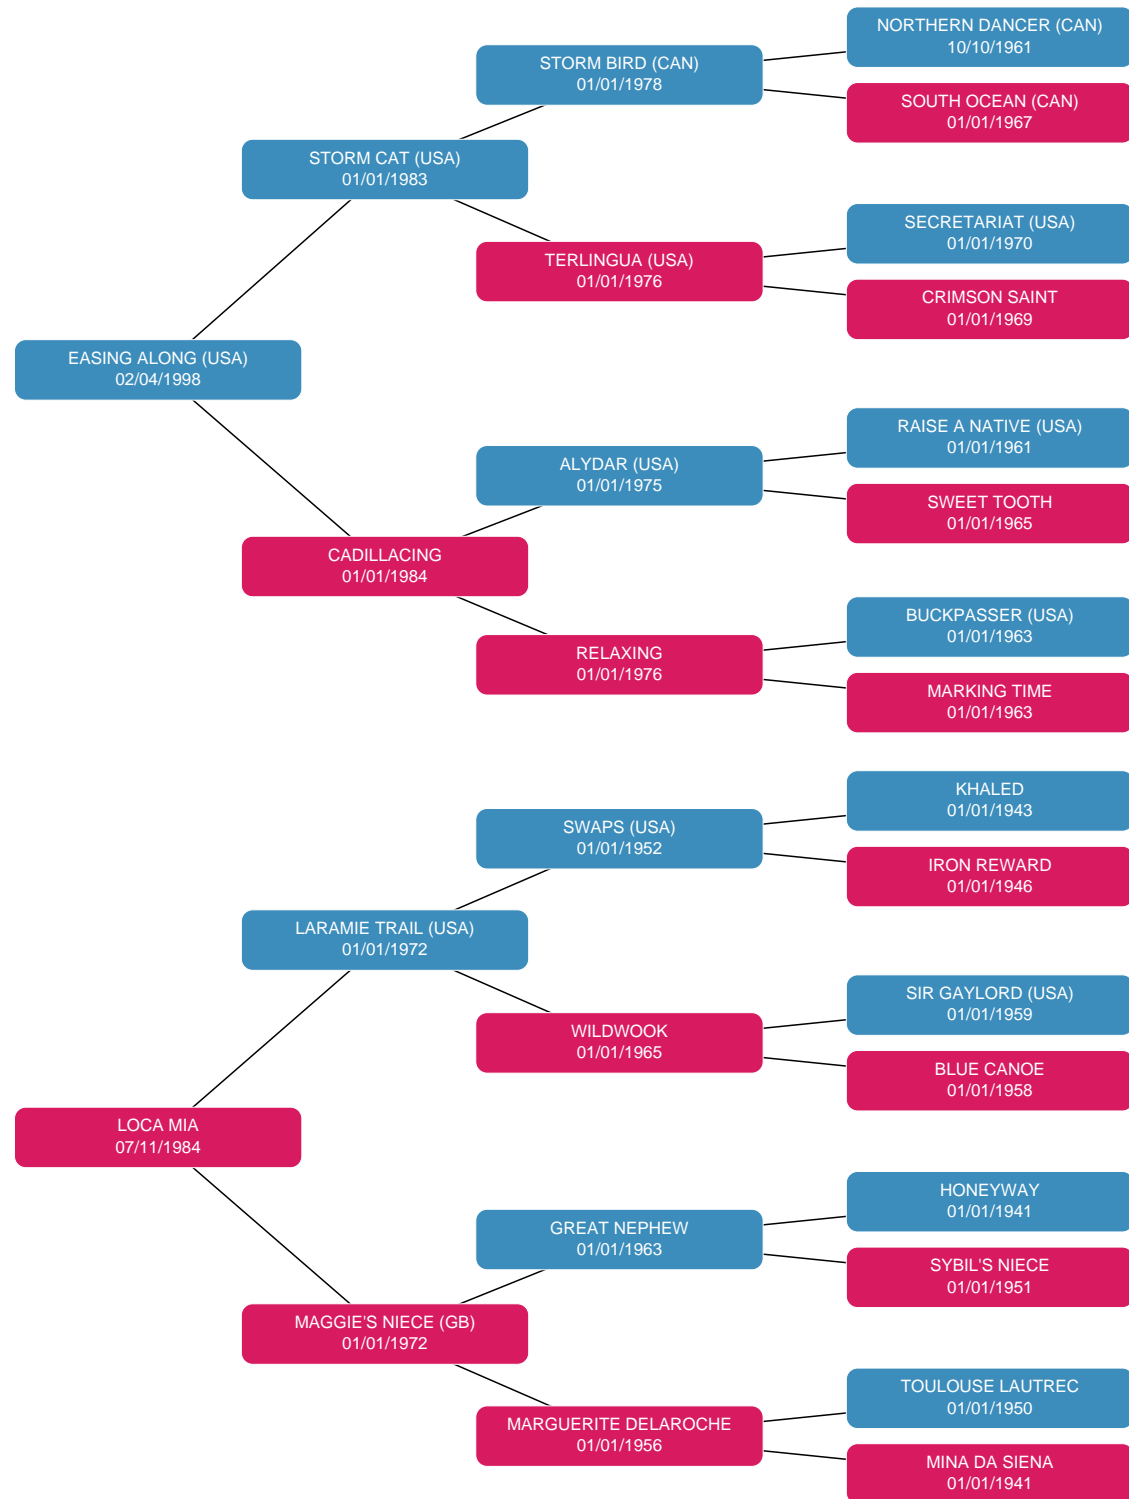 NORTHERN DANCER (CAN)
10/10/1961
STORM BIRD (CAN)
01/01/1978
SOUTH OCEAN (CAN)
01/01/1967
STORM CAT (USA)
01/01/1983
SECRETARIAT (USA)
01/01/1970
TERLINGUA (USA)
01/01/1976
CRIMSON SAINT
01/01/1969
EASING ALONG (USA)
02/04/1998
RAISE A NATIVE (USA)
01/01/1961
ALYDAR (USA)
01/01/1975
SWEET TOOTH
01/01/1965
CADILLACING
01/01/1984
BUCKPASSER (USA)
01/01/1963
RELAXING
01/01/1976
MARKING TIME
01/01/1963
KHALED
01/01/1943
SWAPS (USA)
01/01/1952
IRON REWARD
01/01/1946
LARAMIE TRAIL (USA)
01/01/1972
SIR GAYLORD (USA)
01/01/1959
WILDWOOK
01/01/1965
BLUE CANOE
01/01/1958
LOCA MIA
07/11/1984
HONEYWAY
01/01/1941
GREAT NEPHEW
01/01/1963
SYBIL'S NIECE
01/01/1951
MAGGIE'S NIECE (GB)
01/01/1972
TOULOUSE LAUTREC
01/01/1950
MARGUERITE DELAROCHE
01/01/1956
MINA DA SIENA
01/01/1941